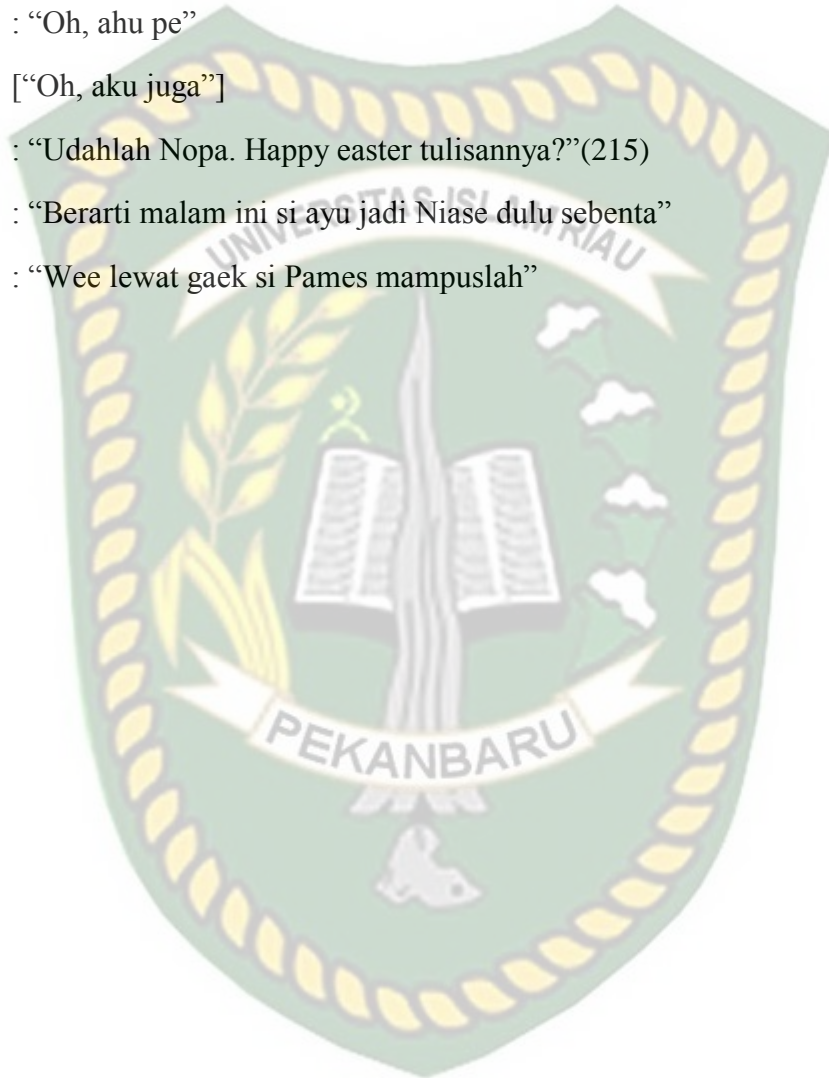 : “Oh, ahu pe”
[“Oh, aku juga”]
: “Udahlah Nopa. Happy easter tulisannya?”(215)
: “Berarti malam ini si ayu jadi Niase dulu sebenta”
: “Wee lewat gaek si Pames mampuslah”
UNIVERSITAS ISLAM RIAU
PEKANBARU